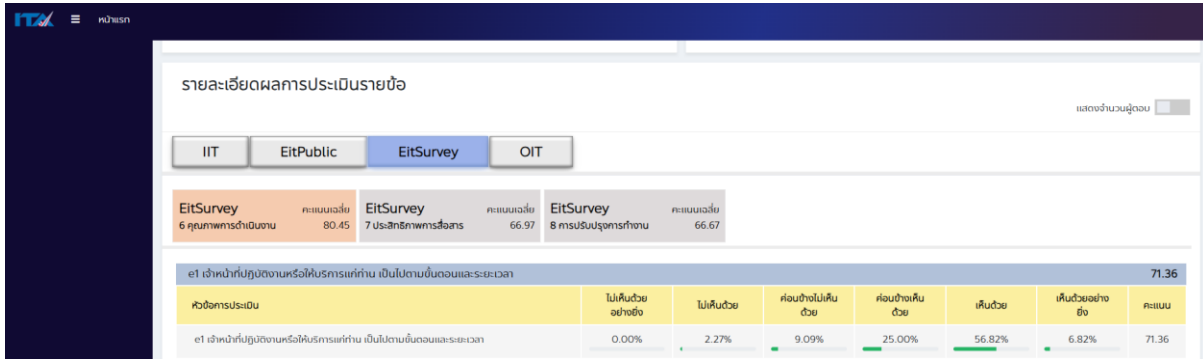 ITA หน้าแรก
รายละเอียดผลการประเมินรายข้อ
แสดงจำนวนผู้ตอบ
IIT EitPublic EitSurvey OIT
EitSurvey คะแนนเฉลี่ย EitSurvey คะแนนเฉลี่ย EitSurvey คะแนนเฉลี่ย
6 คุณภาพการดำเนินงาน 80.45 7 ประสิทธิภาพการสื่อสาร 66.97 8 การปรับปรุงการทำงาน 66.67
e1 เจ้าหน้าที่ปฏิบัติงานหรือให้บริการแก่ท่าน เป็นไปตามขั้นตอนและระยะเวลา 71.36
หัวข้อการประเมิน ไม่เห็นด้วยอย่างยิ่ง ไม่เห็นด้วย ค่อนข้างไม่เห็นด้วย ค่อนข้างเห็นด้วย เห็นด้วย เห็นด้วยอย่างยิ่ง คะแนน
e1 เจ้าหน้าที่ปฏิบัติงานหรือให้บริการแก่ท่าน เป็นไปตามขั้นตอนและระยะเวลา 0.00% 2.27% 9.09% 25.00% 56.82% 6.82% 71.36